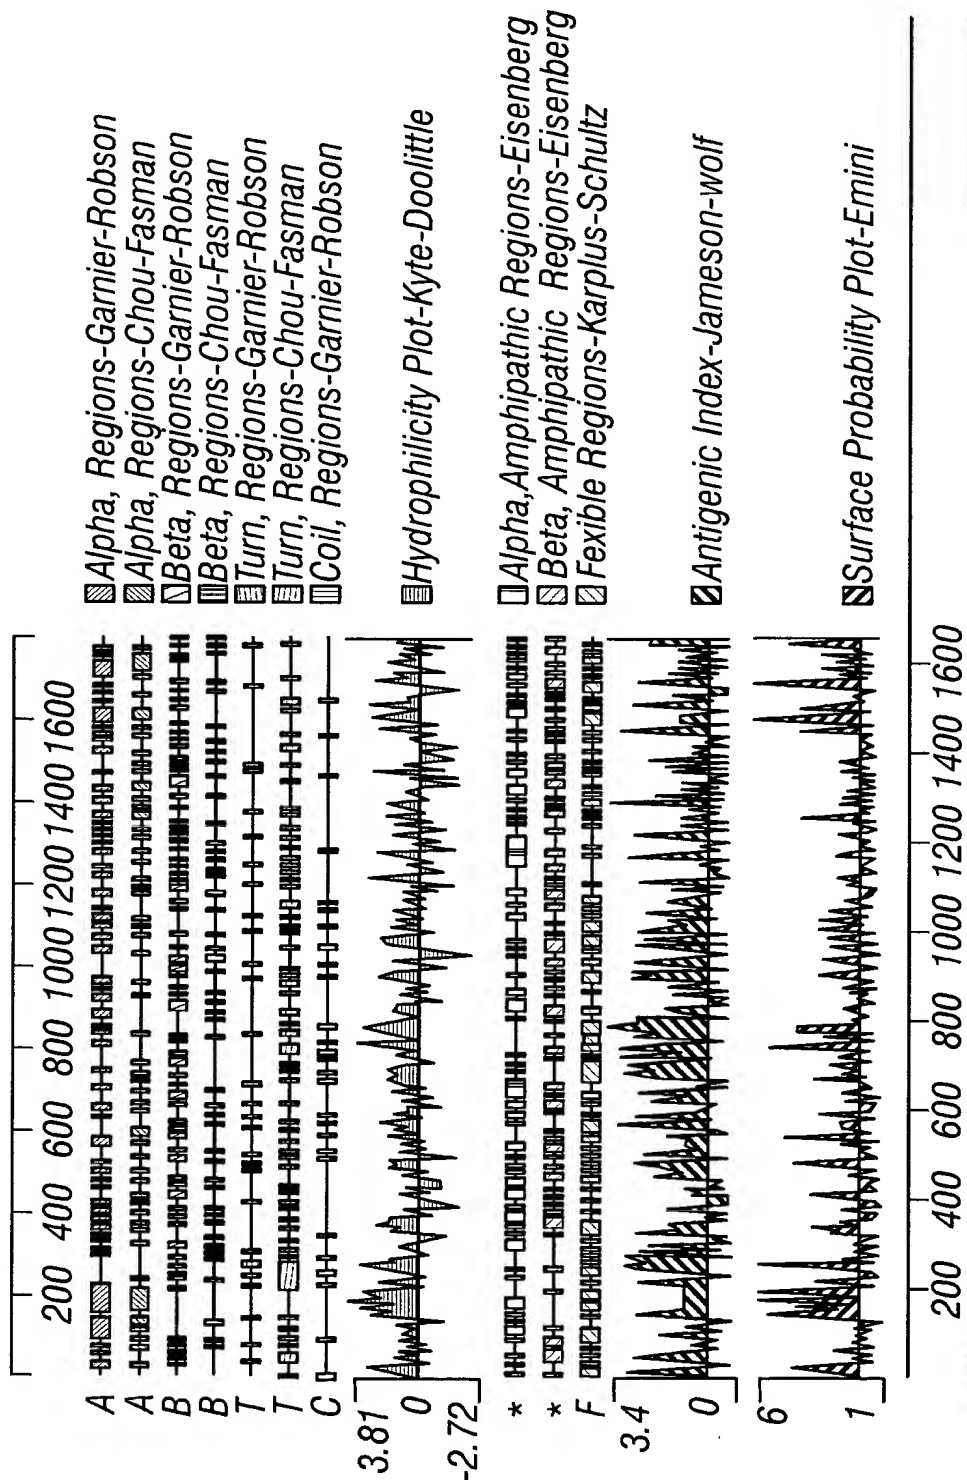 200 400 600 800 1000 1200 1400 1600
A Alpha, Regions-Garnier-Robson
A Alpha, Regions-Chou-Fasman
B Beta, Regions-Garnier-Robson
B Beta, Regions-Chou-Fasman
T Turn, Regions-Garnier-Robson
T Turn, Regions-Chou-Fasman
C Coil, Regions-Garnier-Robson
3.81
0 Hydrophilicity Plot-Kyte-Doolittle
-2.72
* Alpha,Amphipathic Regions-Eisenberg
* Beta, Amphipathic Regions-Eisenberg
F Fexible Regions-Karplus-Schultz
3.4
0 Antigenic Index-Jameson-wolf
6
1 Surface Probability Plot-Emini
200 400 600 800 1000 1200 1400 1600